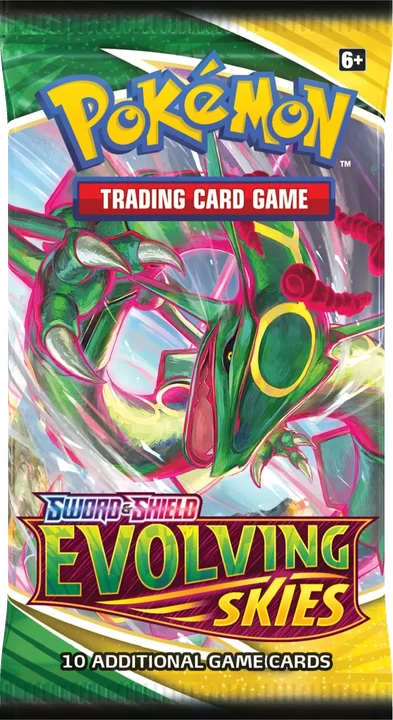 6+
POKéMON
TM
TRADING CARD GAME
SWORD & SHIELD
EVOLVING
SKIES
10 ADDITIONAL GAME CARDS